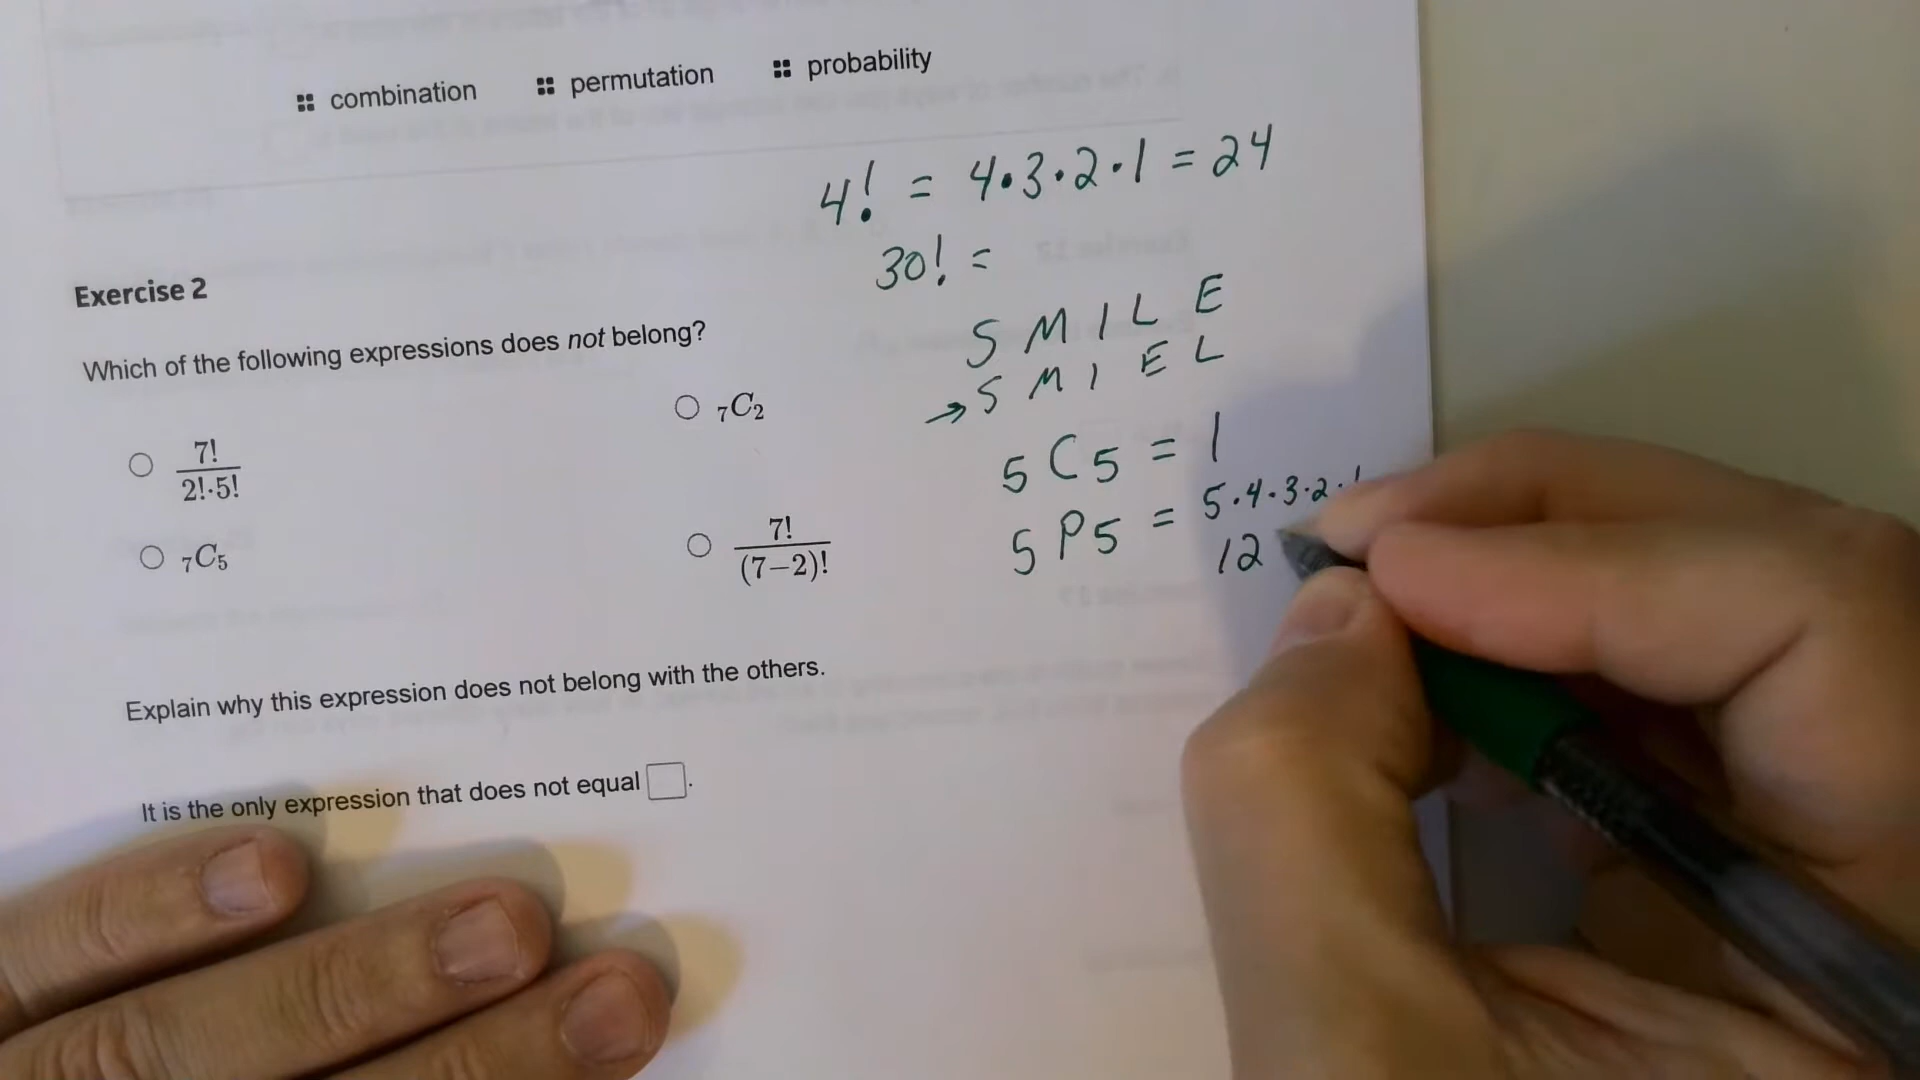 combination permutation probability
4! = 4·3·2·1 = 24
30! =
S M I L E
→ S M I E L
5 C 5 = 1
5 P 5 = 5·4·3·2·1
12
Exercise 2
Which of the following expressions does not belong?
7!/(2!·5!)
₇C₂
₇C₅
7!/(7−2)!
Explain why this expression does not belong with the others.
It is the only expression that does not equal .